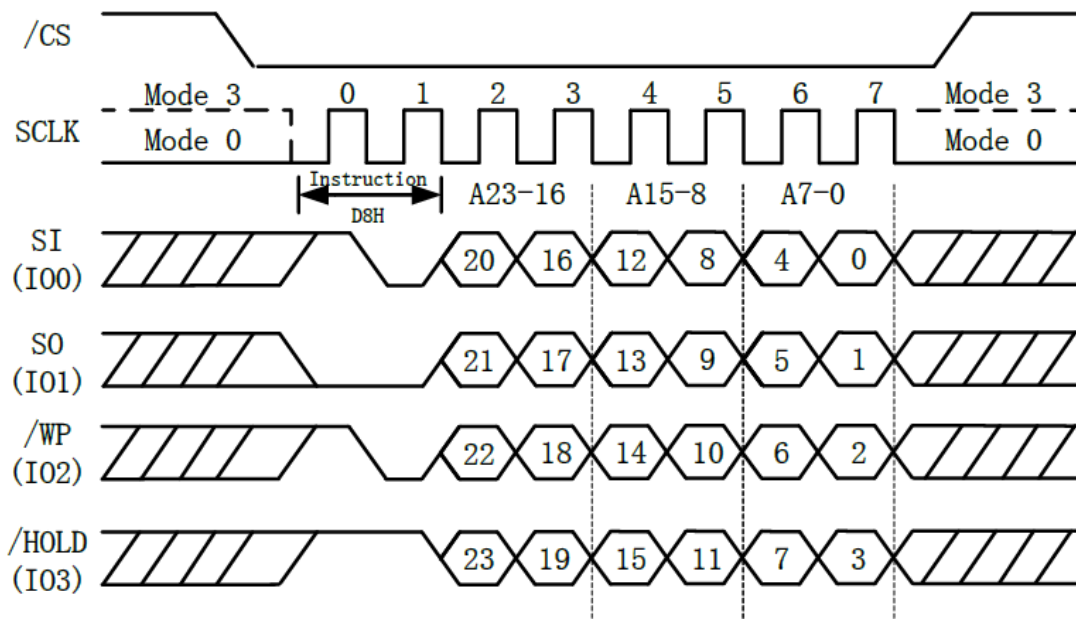 /CS
Mode 3 0 1 2 3 4 5 6 7 Mode 3
SCLK
Mode 0 Mode 0
Instruction A23-16 A15-8 A7-0
D8H
SI
(IO0)
20 16 12 8 4 0
SO
(IO1)
21 17 13 9 5 1
/WP
(IO2)
22 18 14 10 6 2
/HOLD
(IO3)
23 19 15 11 7 3